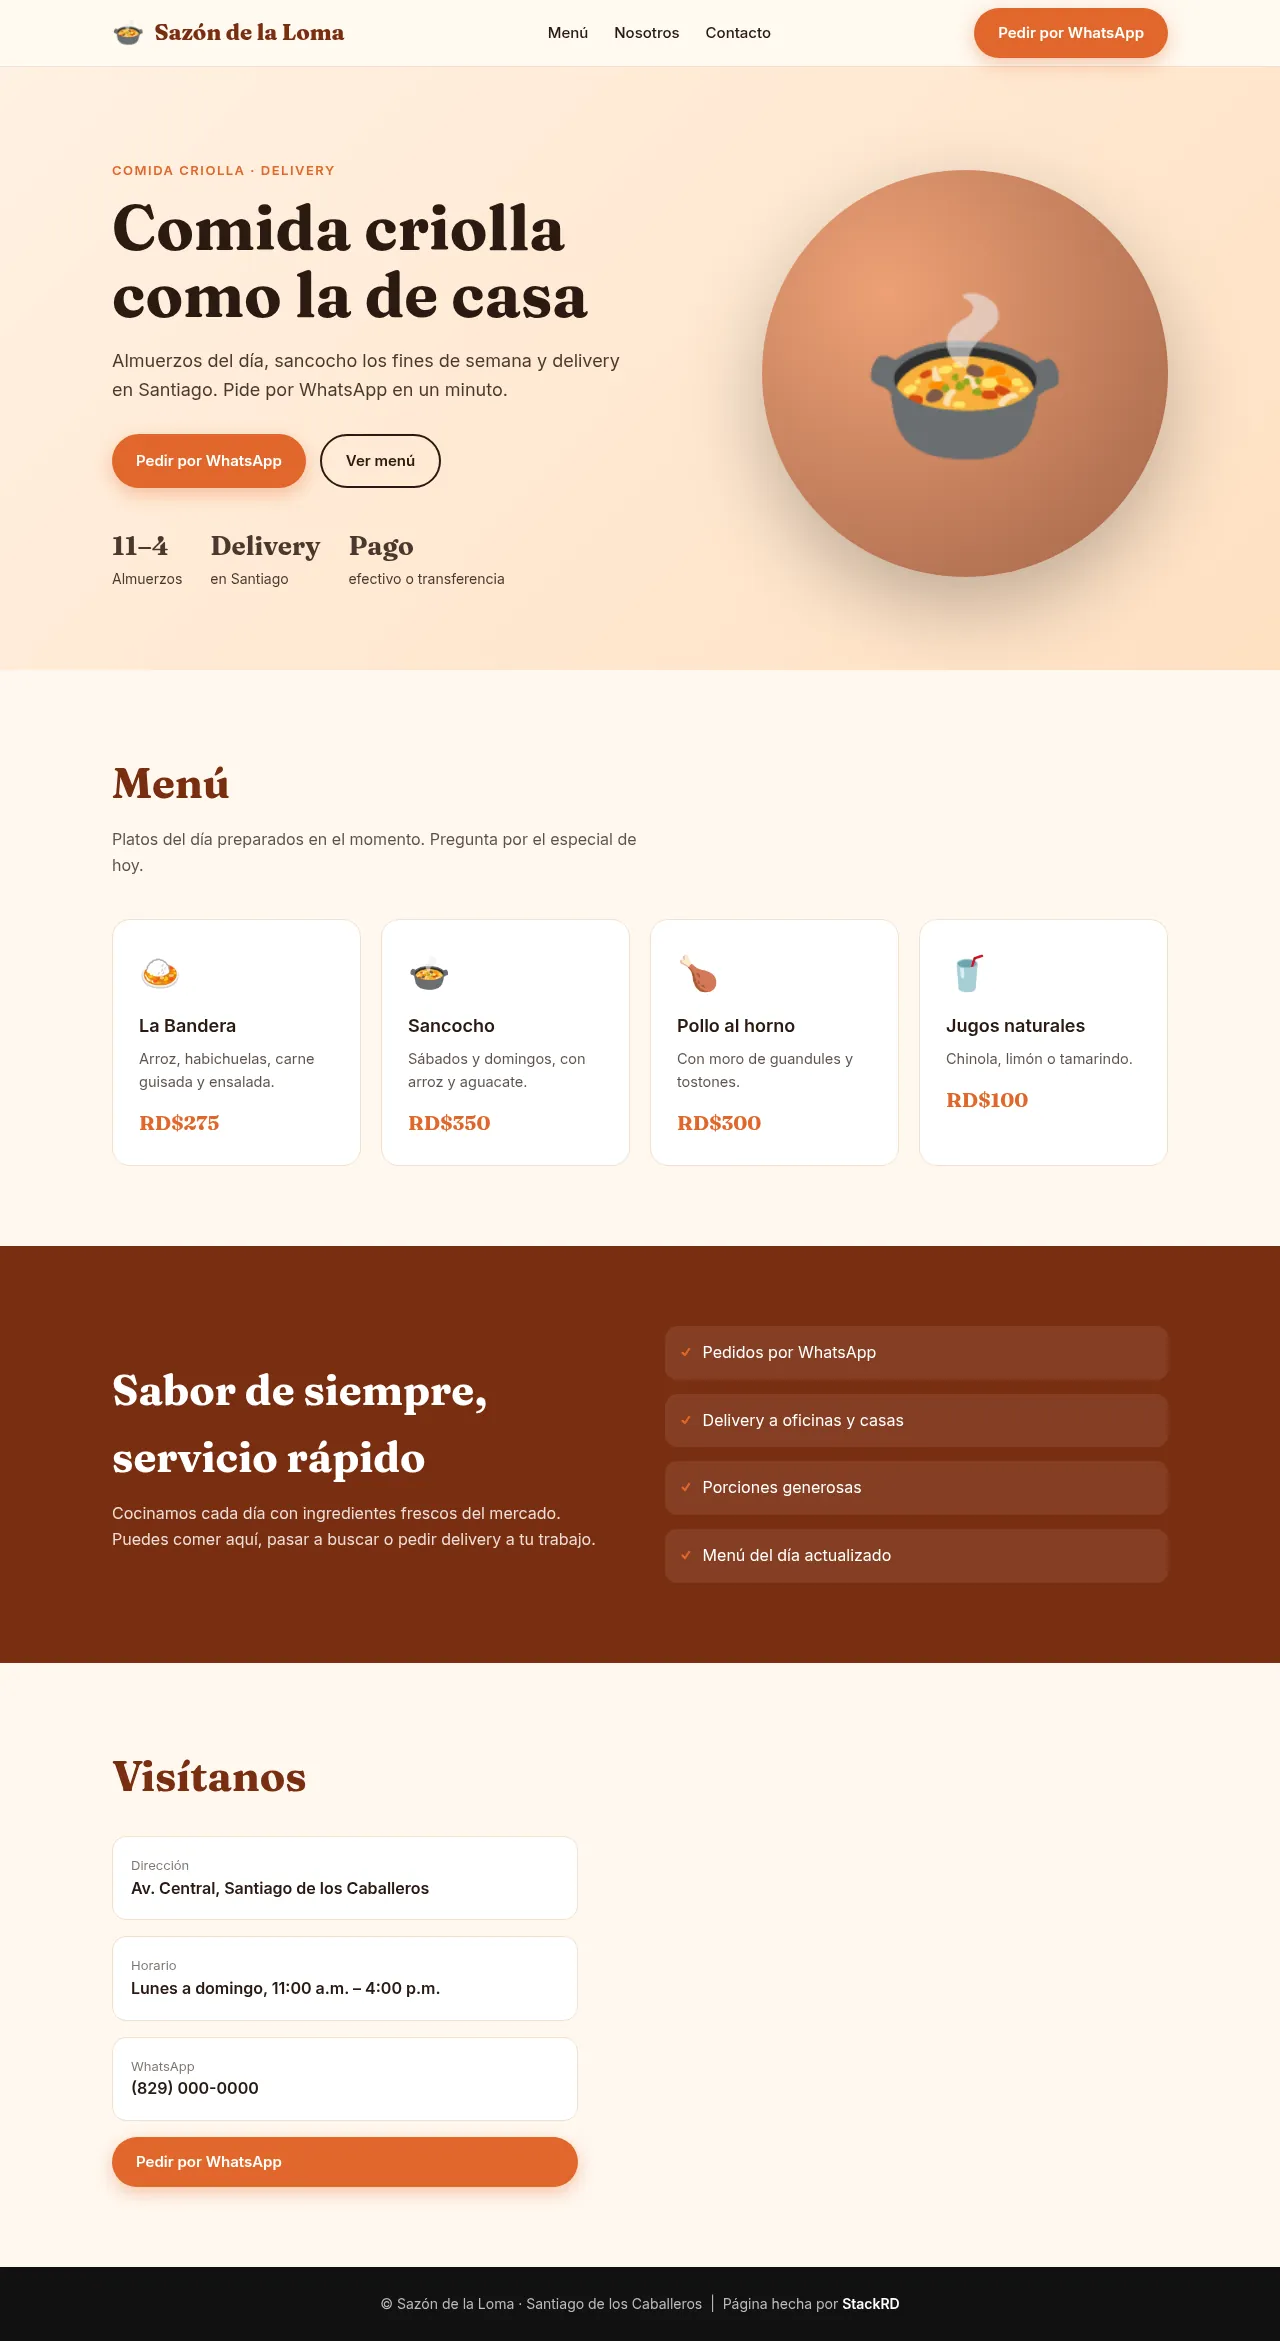 Sazón de la Loma
Menú
Nosotros
Contacto
Pedir por WhatsApp
COMIDA CRIOLLA · DELIVERY
Comida criolla
como la de casa
Almuerzos del día, sancocho los fines de semana y delivery
en Santiago. Pide por WhatsApp en un minuto.
Pedir por WhatsApp
Ver menú
11–4
Almuerzos
Delivery
en Santiago
Pago
efectivo o transferencia
Menú
Platos del día preparados en el momento. Pregunta por el especial de
hoy.
La Bandera
Arroz, habichuelas, carne
guisada y ensalada.
RD$275
Sancocho
Sábados y domingos, con
arroz y aguacate.
RD$350
Pollo al horno
Con moro de guandules y
tostones.
RD$300
Jugos naturales
Chinola, limón o tamarindo.
RD$100
Sabor de siempre,
servicio rápido
Cocinamos cada día con ingredientes frescos del mercado.
Puedes comer aquí, pasar a buscar o pedir delivery a tu trabajo.
✓ Pedidos por WhatsApp
✓ Delivery a oficinas y casas
✓ Porciones generosas
✓ Menú del día actualizado
Visítanos
Dirección
Av. Central, Santiago de los Caballeros
Horario
Lunes a domingo, 11:00 a.m. – 4:00 p.m.
WhatsApp
(829) 000-0000
Pedir por WhatsApp
© Sazón de la Loma · Santiago de los Caballeros | Página hecha por StackRD